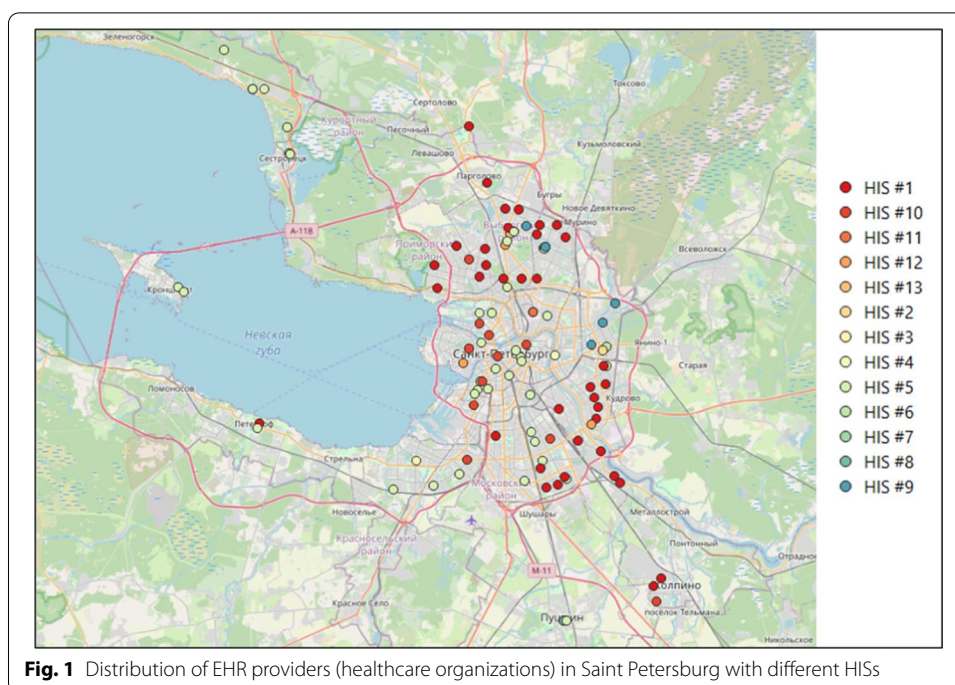 Зеленогорск
Токсово
Сертолово
Курортный
район
Песочный
Кузьмоловский
Левашово
Сестрорецк
Парголово
Бугры
Новое Девяткино
Мурино
А-118
Приморский
район
Всеволожск
Кронштадт
Невская
губа
Санкт-Петербург
Янино-1
Старая
Ломоносов
Кудрово
Петергоф
Стрельна
Московский
район
Новоселье
Шушары
Металлострой
Красносельский
район
Понтонный
Отрадное
М-11
Колпино
Красное Село
посёлок Тельмана
Пушкин
Никольское
HIS #1
HIS #10
HIS #11
HIS #12
HIS #13
HIS #2
HIS #3
HIS #4
HIS #5
HIS #6
HIS #7
HIS #8
HIS #9
Fig. 1 Distribution of EHR providers (healthcare organizations) in Saint Petersburg with different HISs